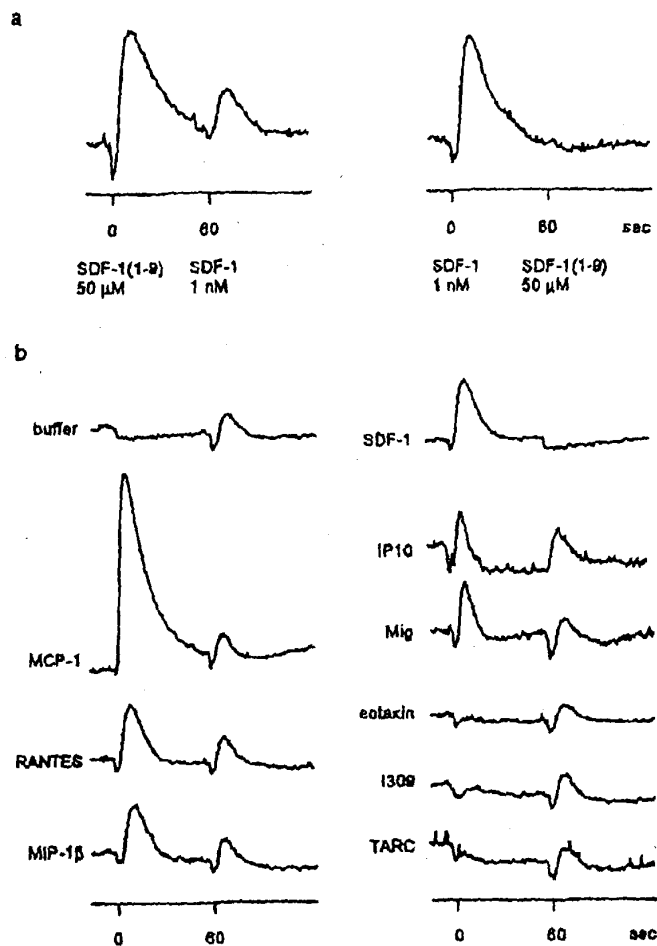 a
0 60 0 60 sec
SDF-1(1-9) SDF-1 SDF-1 SDF-1(1-9)
50 µM 1 nM 1 nM 50 µM
b
buffer
MCP-1
RANTES
MIP-1β
0 60
SDF-1
IP10
Mig
eotaxin
I309
TARC
0 60 sec